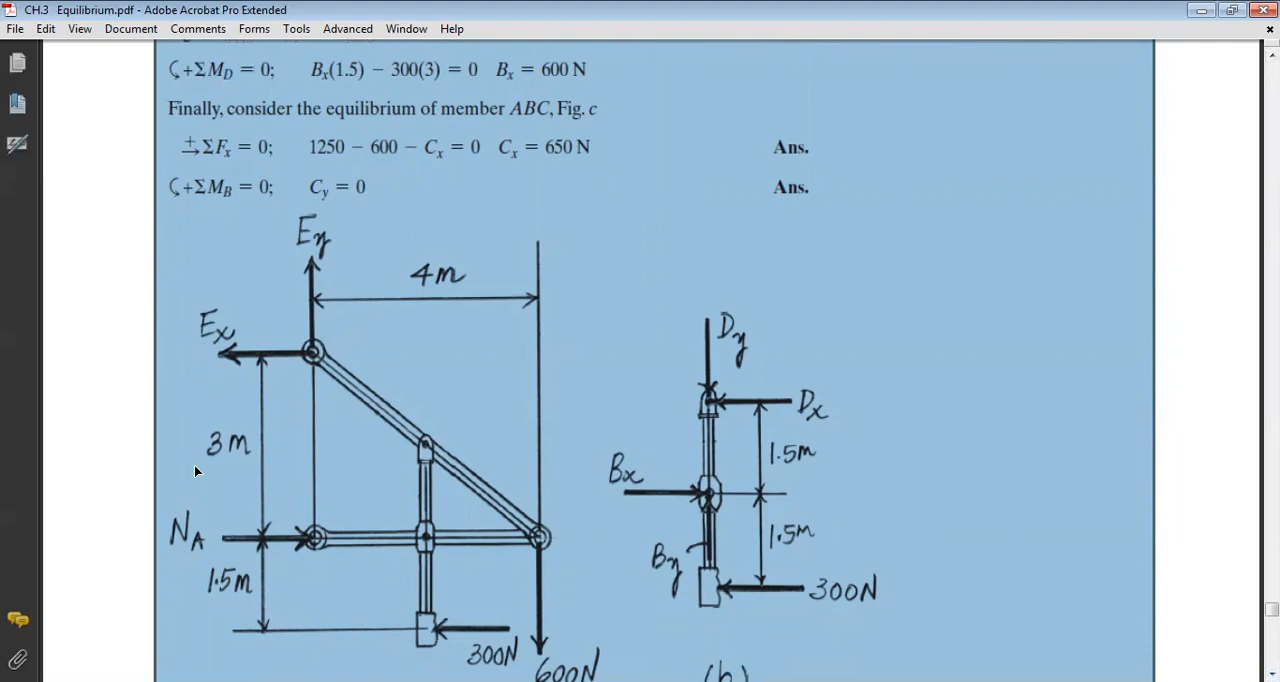 CH.3 Equilibrium.pdf - Adobe Acrobat Pro Extended
File Edit View Document Comments Forms Tools Advanced Window Help
ζ+ΣM_D = 0; B_x(1.5) − 300(3) = 0 B_x = 600 N
Finally, consider the equilibrium of member ABC, Fig. c
+→ ΣF_x = 0; 1250 − 600 − C_x = 0 C_x = 650 N Ans.
ζ+ΣM_B = 0; C_y = 0 Ans.
E_y
4m
E_x
D_y
D_x
3m
1.5m
B_x
N_A
1.5m
1.5m
B_y
300N
300N
600N
(b)